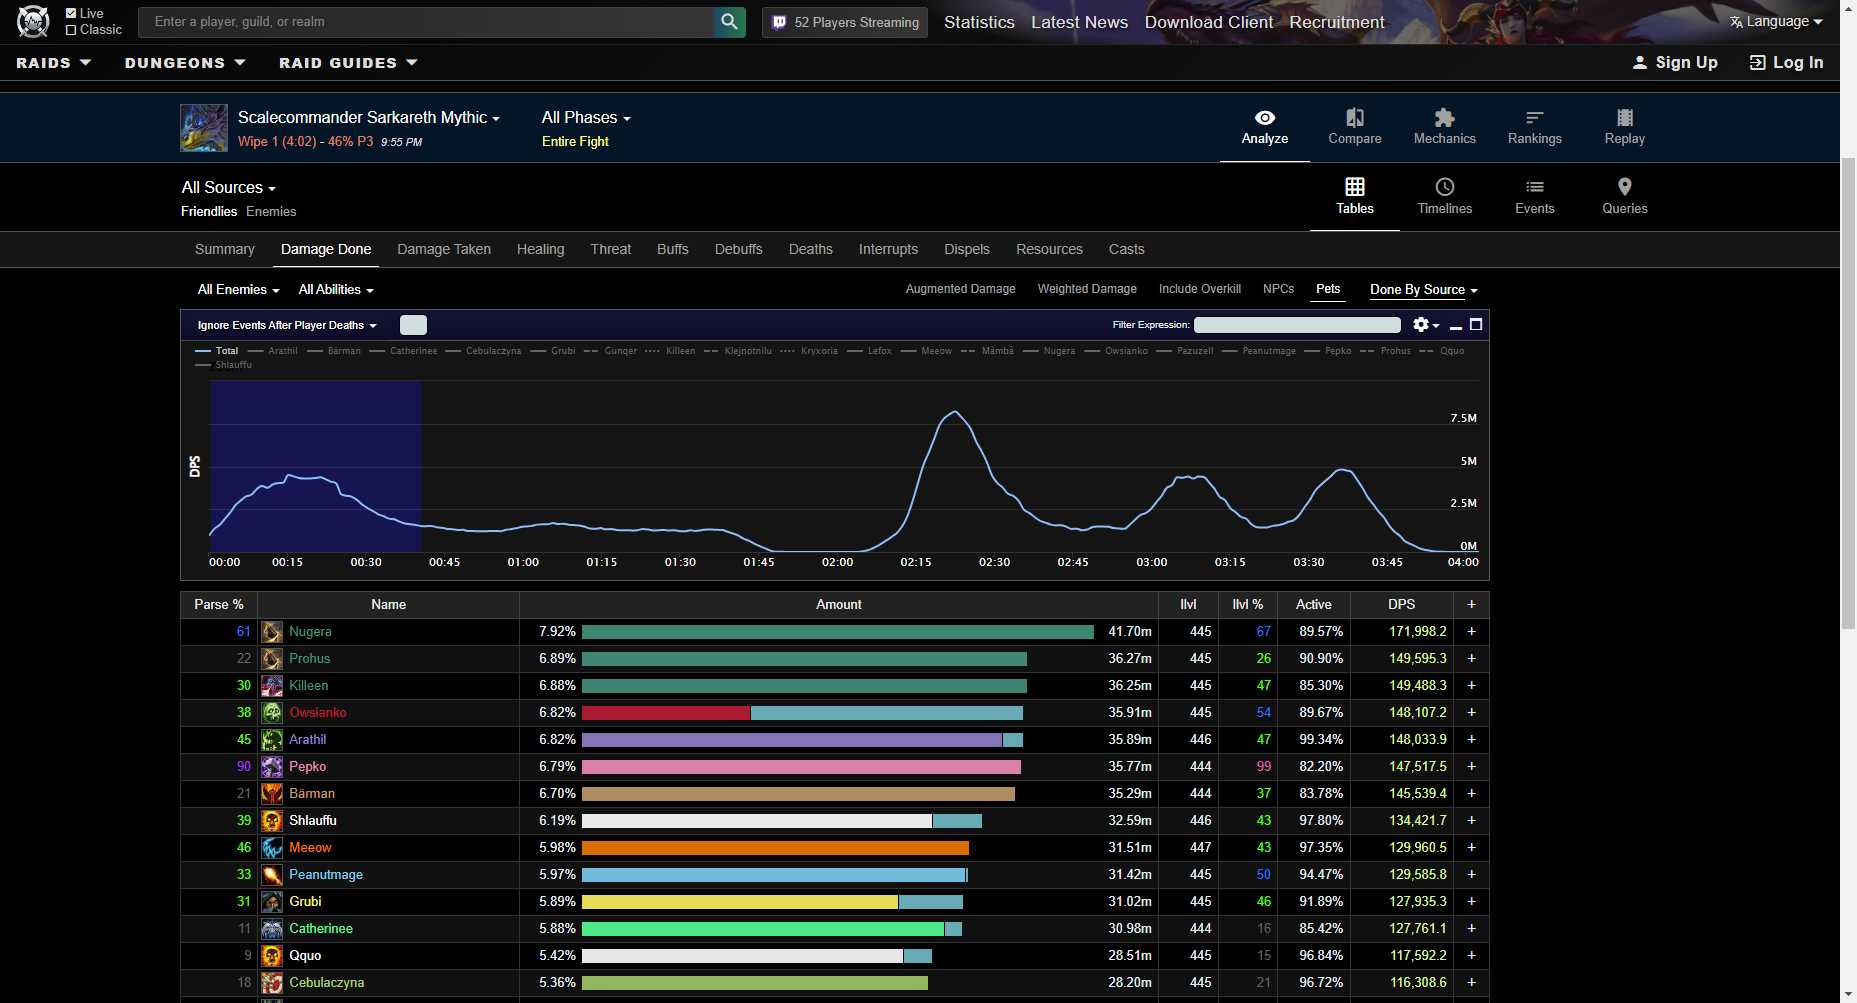 Live
Classic
Enter a player, guild, or realm
52 Players Streaming
Statistics Latest News Download Client Recruitment
Language
RAIDS DUNGEONS RAID GUIDES
Sign Up Log In
Scalecommander Sarkareth Mythic
Wipe 1 (4:02) - 46% P3 9:55 PM
All Phases
Entire Fight
Analyze Compare Mechanics Rankings Replay
All Sources
Friendlies Enemies
Tables Timelines Events Queries
Summary Damage Done Damage Taken Healing Threat Buffs Debuffs Deaths Interrupts Dispels Resources Casts
All Enemies All Abilities
Augmented Damage Weighted Damage Include Overkill NPCs Pets Done By Source
Ignore Events After Player Deaths
Filter Expression:
Total Arathil Bärman Catherinee Cebulaczyna Grubi Gunqer Killeen Klejnotnilu Kryxoria Lefox Meeow Màmbà Nugera Owsianko Pazuzell Peanutmage Pepko Prohus Qquo
Shlauffu
7.5M
5M
2.5M
0M
DPS
00:00 00:15 00:30 00:45 01:00 01:15 01:30 01:45 02:00 02:15 02:30 02:45 03:00 03:15 03:30 03:45 04:00
Parse % Name Amount Ilvl Ilvl % Active DPS +
61 Nugera 7.92% 41.70m 445 67 89.57% 171,998.2 +
22 Prohus 6.89% 36.27m 445 26 90.90% 149,595.3 +
30 Killeen 6.88% 36.25m 445 47 85.30% 149,488.3 +
38 Owsianko 6.82% 35.91m 445 54 89.67% 148,107.2 +
45 Arathil 6.82% 35.89m 446 47 99.34% 148,033.9 +
90 Pepko 6.79% 35.77m 444 99 82.20% 147,517.5 +
21 Bärman 6.70% 35.29m 444 37 83.78% 145,539.4 +
39 Shlauffu 6.19% 32.59m 446 43 97.80% 134,421.7 +
46 Meeow 5.98% 31.51m 447 43 97.35% 129,960.5 +
33 Peanutmage 5.97% 31.42m 445 50 94.47% 129,585.8 +
31 Grubi 5.89% 31.02m 445 46 91.89% 127,935.3 +
11 Catherinee 5.88% 30.98m 444 16 85.42% 127,761.1 +
9 Qquo 5.42% 28.51m 445 15 96.84% 117,592.2 +
18 Cebulaczyna 5.36% 28.20m 445 21 96.72% 116,308.6 +